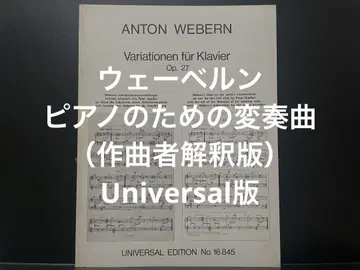 ANTON WEBERN
Variationen für Klavier
Op. 27
ウェーベルン
ピアノのための変奏曲
（作曲者解釈版）
Universal版
UNIVERSAL EDITION No. 16 845